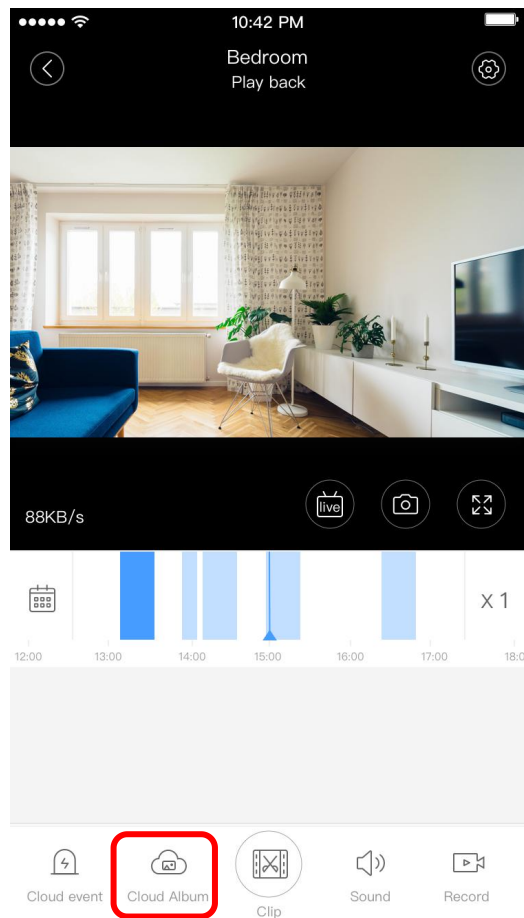 10:42 PM
Bedroom
Play back
88KB/s
live
X 1
12:00 13:00 14:00 15:00 16:00 17:00 18:0
Cloud event Cloud Album Clip Sound Record